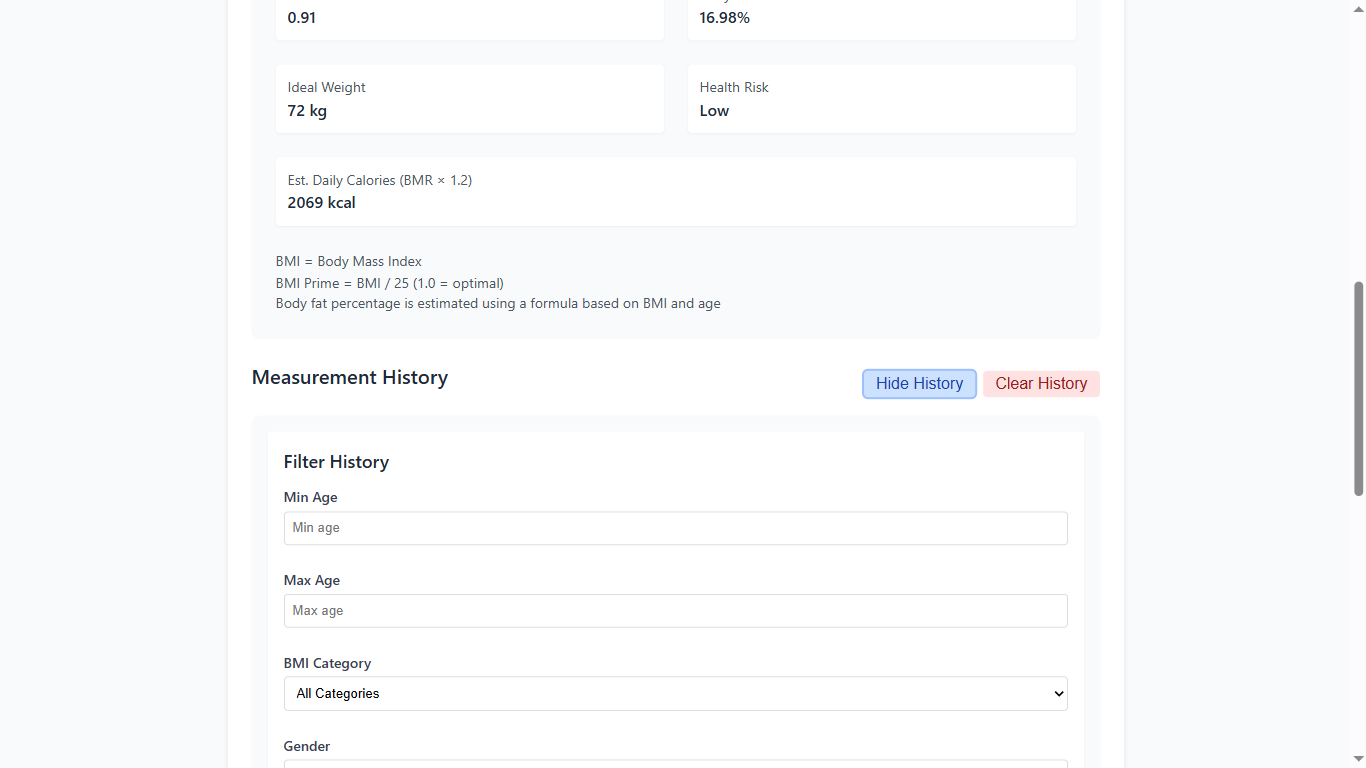 0.91
16.98%
Ideal Weight
72 kg
Health Risk
Low
Est. Daily Calories (BMR × 1.2)
2069 kcal
BMI = Body Mass Index
BMI Prime = BMI / 25 (1.0 = optimal)
Body fat percentage is estimated using a formula based on BMI and age
Measurement History
Hide History
Clear History
Filter History
Min Age
Min age
Max Age
Max age
BMI Category
All Categories
Gender